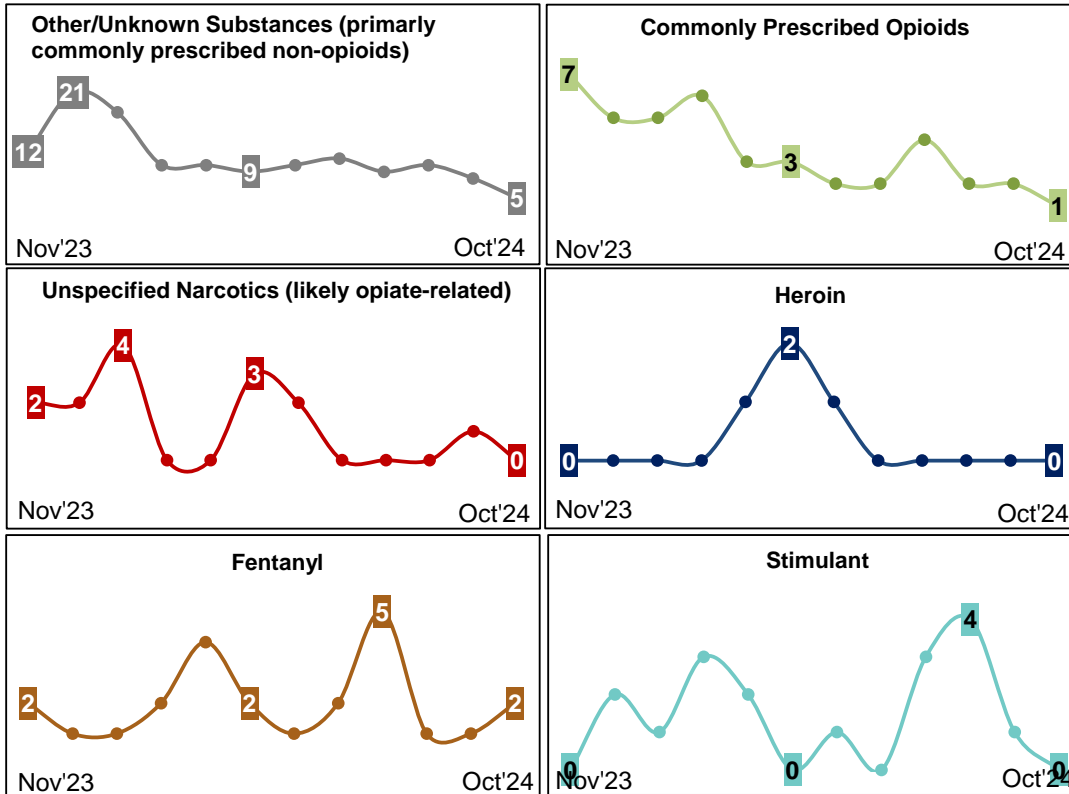 Other/Unknown Substances (primarly
commonly prescribed non-opioids)
21
12
9
5
Nov'23
Oct'24
Commonly Prescribed Opioids
7
3
1
Nov'23
Oct'24
Unspecified Narcotics (likely opiate-related)
4
3
2
0
Nov'23
Oct'24
Heroin
2
0
0
Nov'23
Oct'24
Fentanyl
5
2
2
2
Nov'23
Oct'24
Stimulant
4
0
0
0
Nov'23
Oct'24